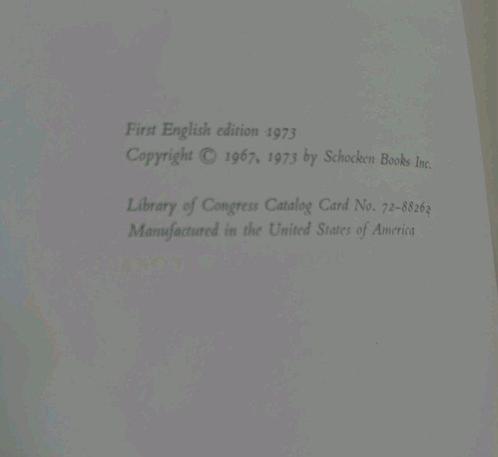 First English edition 1973
Copyright © 1967, 1973 by Schocken Books Inc.
Library of Congress Catalog Card No. 72-88263
Manufactured in the United States of America